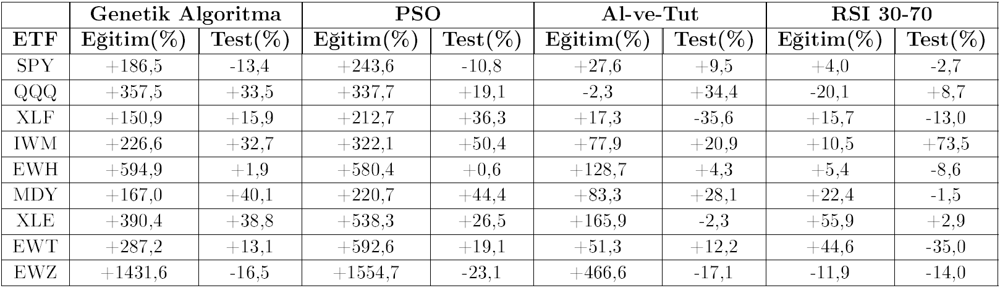 Genetik Algoritma PSO Al-ve-Tut RSI 30-70
ETF Eğitim(%) Test(%) Eğitim(%) Test(%) Eğitim(%) Test(%) Eğitim(%) Test(%)
SPY +186,5 -13,4 +243,6 -10,8 +27,6 +9,5 +4,0 -2,7
QQQ +357,5 +33,5 +337,7 +19,1 -2,3 +34,4 -20,1 +8,7
XLF +150,9 +15,9 +212,7 +36,3 +17,3 -35,6 +15,7 -13,0
IWM +226,6 +32,7 +322,1 +50,4 +77,9 +20,9 +10,5 +73,5
EWH +594,9 +1,9 +580,4 +0,6 +128,7 +4,3 +5,4 -8,6
MDY +167,0 +40,1 +220,7 +44,4 +83,3 +28,1 +22,4 -1,5
XLE +390,4 +38,8 +538,3 +26,5 +165,9 -2,3 +55,9 +2,9
EWT +287,2 +13,1 +592,6 +19,1 +51,3 +12,2 +44,6 -35,0
EWZ +1431,6 -16,5 +1554,7 -23,1 +466,6 -17,1 -11,9 -14,0